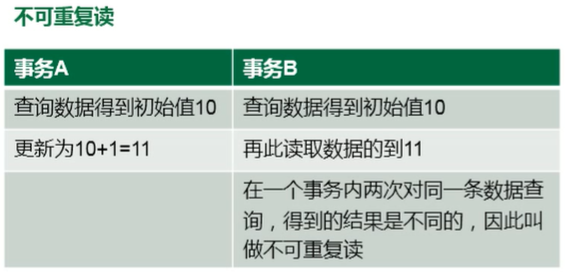 不可重复读
事务A 事务B
查询数据得到初始值10 查询数据得到初始值10
更新为10+1=11 再此读取数据的到11
在一个事务内两次对同一条数据查
询，得到的结果是不同的，因此叫
做不可重复读